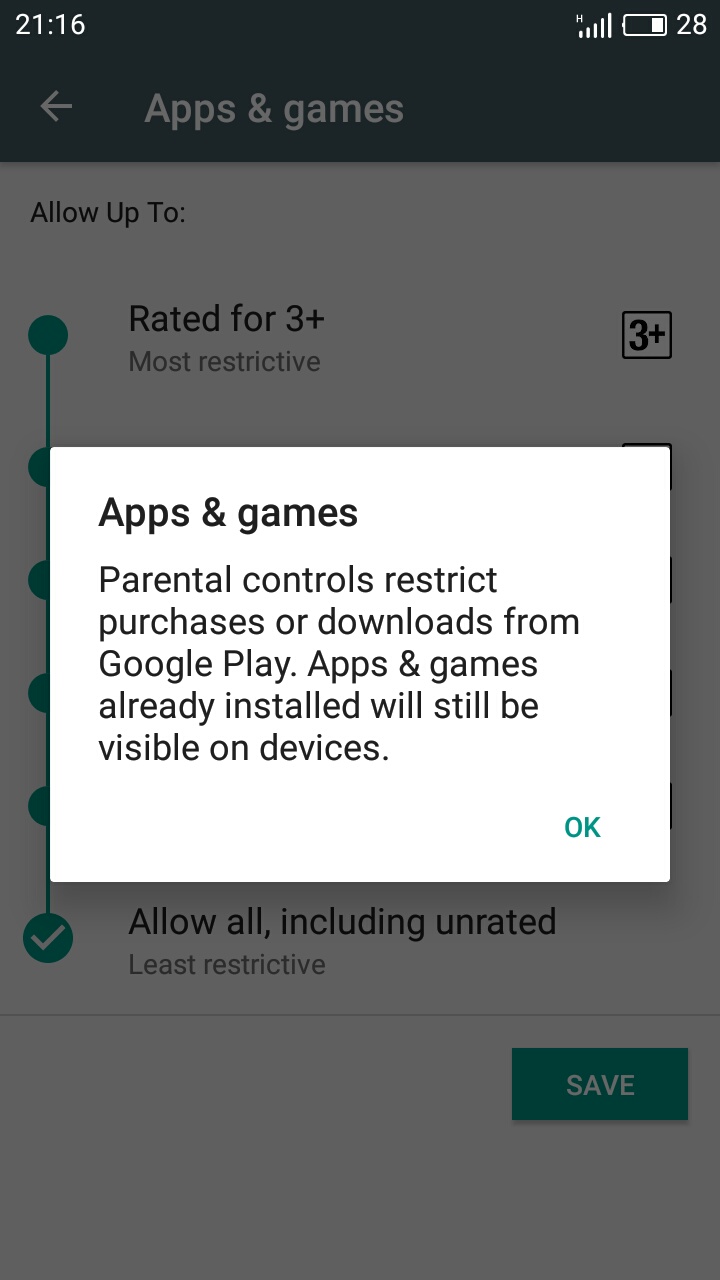 21:16
H
28
Apps & games
Allow Up To:
Rated for 3+
3+
Most restrictive
Apps & games
Parental controls restrict
purchases or downloads from
Google Play. Apps & games
already installed will still be
visible on devices.
OK
Allow all, including unrated
Least restrictive
SAVE